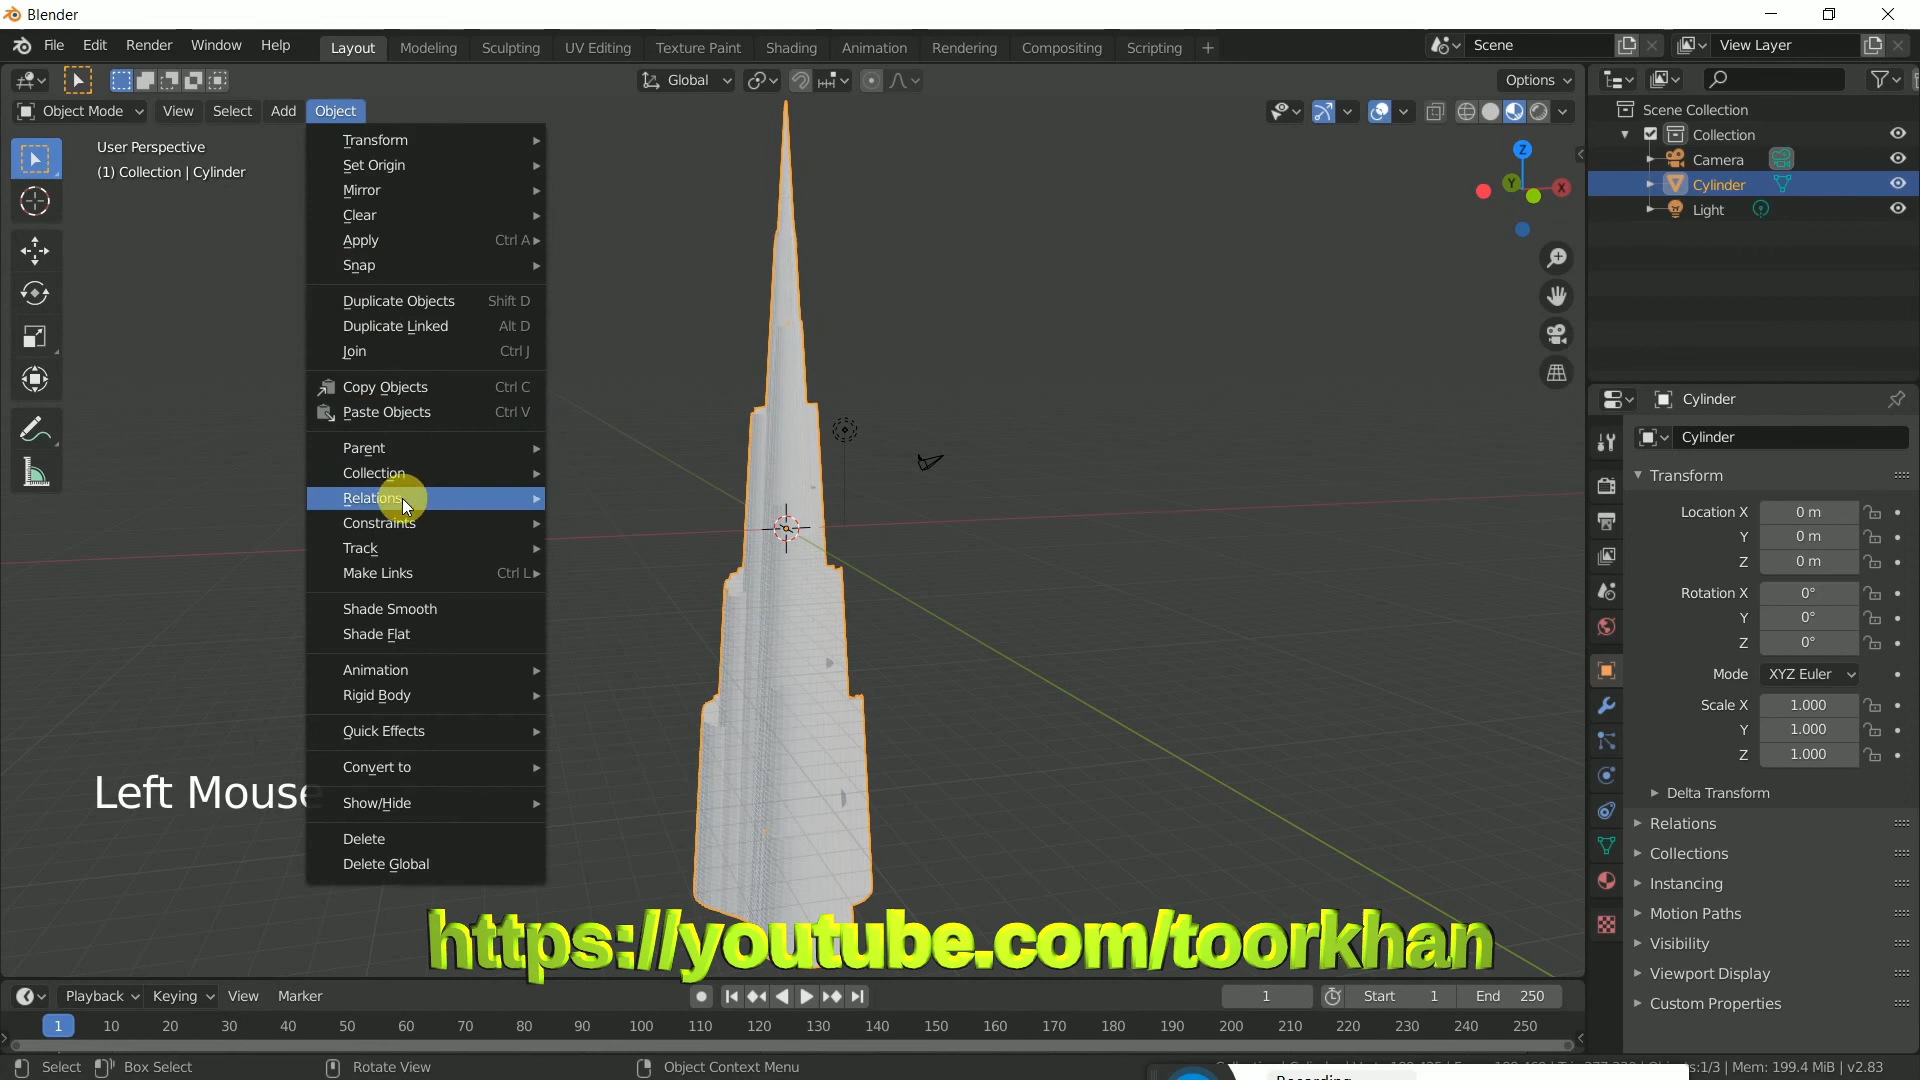 Blender
File Edit Render Window Help Layout Modeling Sculpting UV Editing Texture Paint Shading Animation Rendering Compositing Scripting + Scene View Layer
Global Options
Object Mode View Select Add Object
User Perspective
(1) Collection | Cylinder
Transform
Set Origin
Mirror
Clear
Apply Ctrl A
Snap
Duplicate Objects Shift D
Duplicate Linked Alt D
Join Ctrl J
Copy Objects Ctrl C
Paste Objects Ctrl V
Parent
Collection
Relations
Constraints
Track
Make Links Ctrl L
Shade Smooth
Shade Flat
Animation
Rigid Body
Quick Effects
Convert to
Show/Hide
Delete
Delete Global
Left Mouse
Z
Y
X
https://youtube.com/toorkhan
Scene Collection
Collection
Camera
Cylinder
Light
Cylinder
Cylinder
Transform
Location X 0 m
Y 0 m
Z 0 m
Rotation X 0°
Y 0°
Z 0°
Mode XYZ Euler
Scale X 1.000
Y 1.000
Z 1.000
Delta Transform
Relations
Collections
Instancing
Motion Paths
Visibility
Viewport Display
Custom Properties
Playback Keying View Marker 1 Start 1 End 250
1 10 20 30 40 50 60 70 80 90 100 110 120 130 140 150 160 170 180 190 200 210 220 230 240 250
Select Box Select Rotate View Object Context Menu s:1/3 | Mem: 199.4 MiB | v2.83